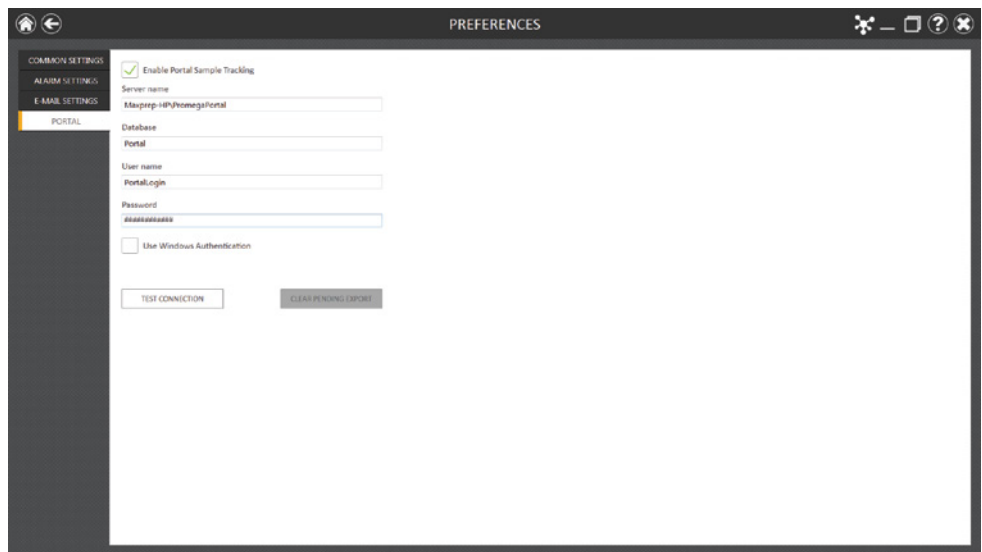 PREFERENCES
COMMON SETTINGS
ALARM SETTINGS
E-MAIL SETTINGS
PORTAL
Enable Portal Sample Tracking
Server name
Maxprep-HP\PromegaPortal
Database
Portal
User name
PortalLogin
Password
############
Use Windows Authentication
TEST CONNECTION
CLEAR PENDING EXPORT